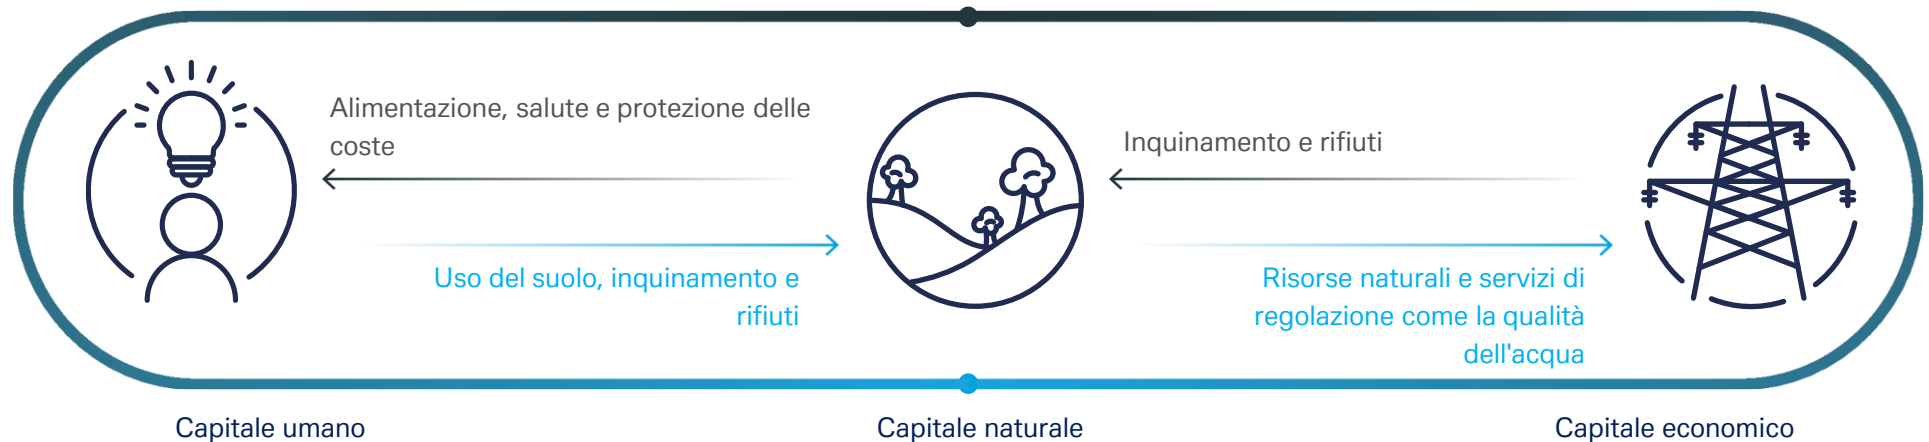 Alimentazione, salute e protezione delle
coste
Inquinamento e rifiuti
Uso del suolo, inquinamento e
rifiuti
Risorse naturali e servizi di
regolazione come la qualità
dell'acqua
Capitale umano
Capitale naturale
Capitale economico